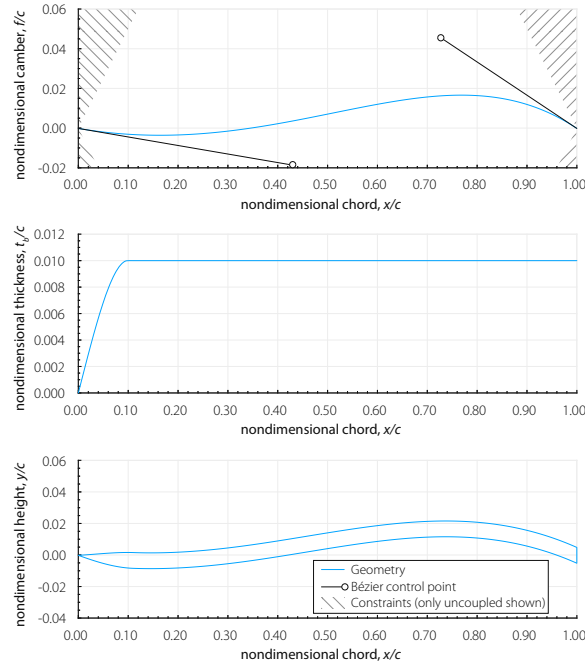 nondimensional camber, f/c
0.06
0.04
0.02
0.00
-0.02
0.00 0.10 0.20 0.30 0.40 0.50 0.60 0.70 0.80 0.90 1.00
nondimensional chord, x/c
nondimensional thickness, t_b/c
0.012
0.010
0.008
0.006
0.004
0.002
0.000
0.00 0.10 0.20 0.30 0.40 0.50 0.60 0.70 0.80 0.90 1.00
nondimensional chord, x/c
nondimensional height, y/c
0.06
0.04
0.02
0.00
-0.02
-0.04
Geometry
Bézier control point
Constraints (only uncoupled shown)
0.00 0.10 0.20 0.30 0.40 0.50 0.60 0.70 0.80 0.90 1.00
nondimensional chord, x/c